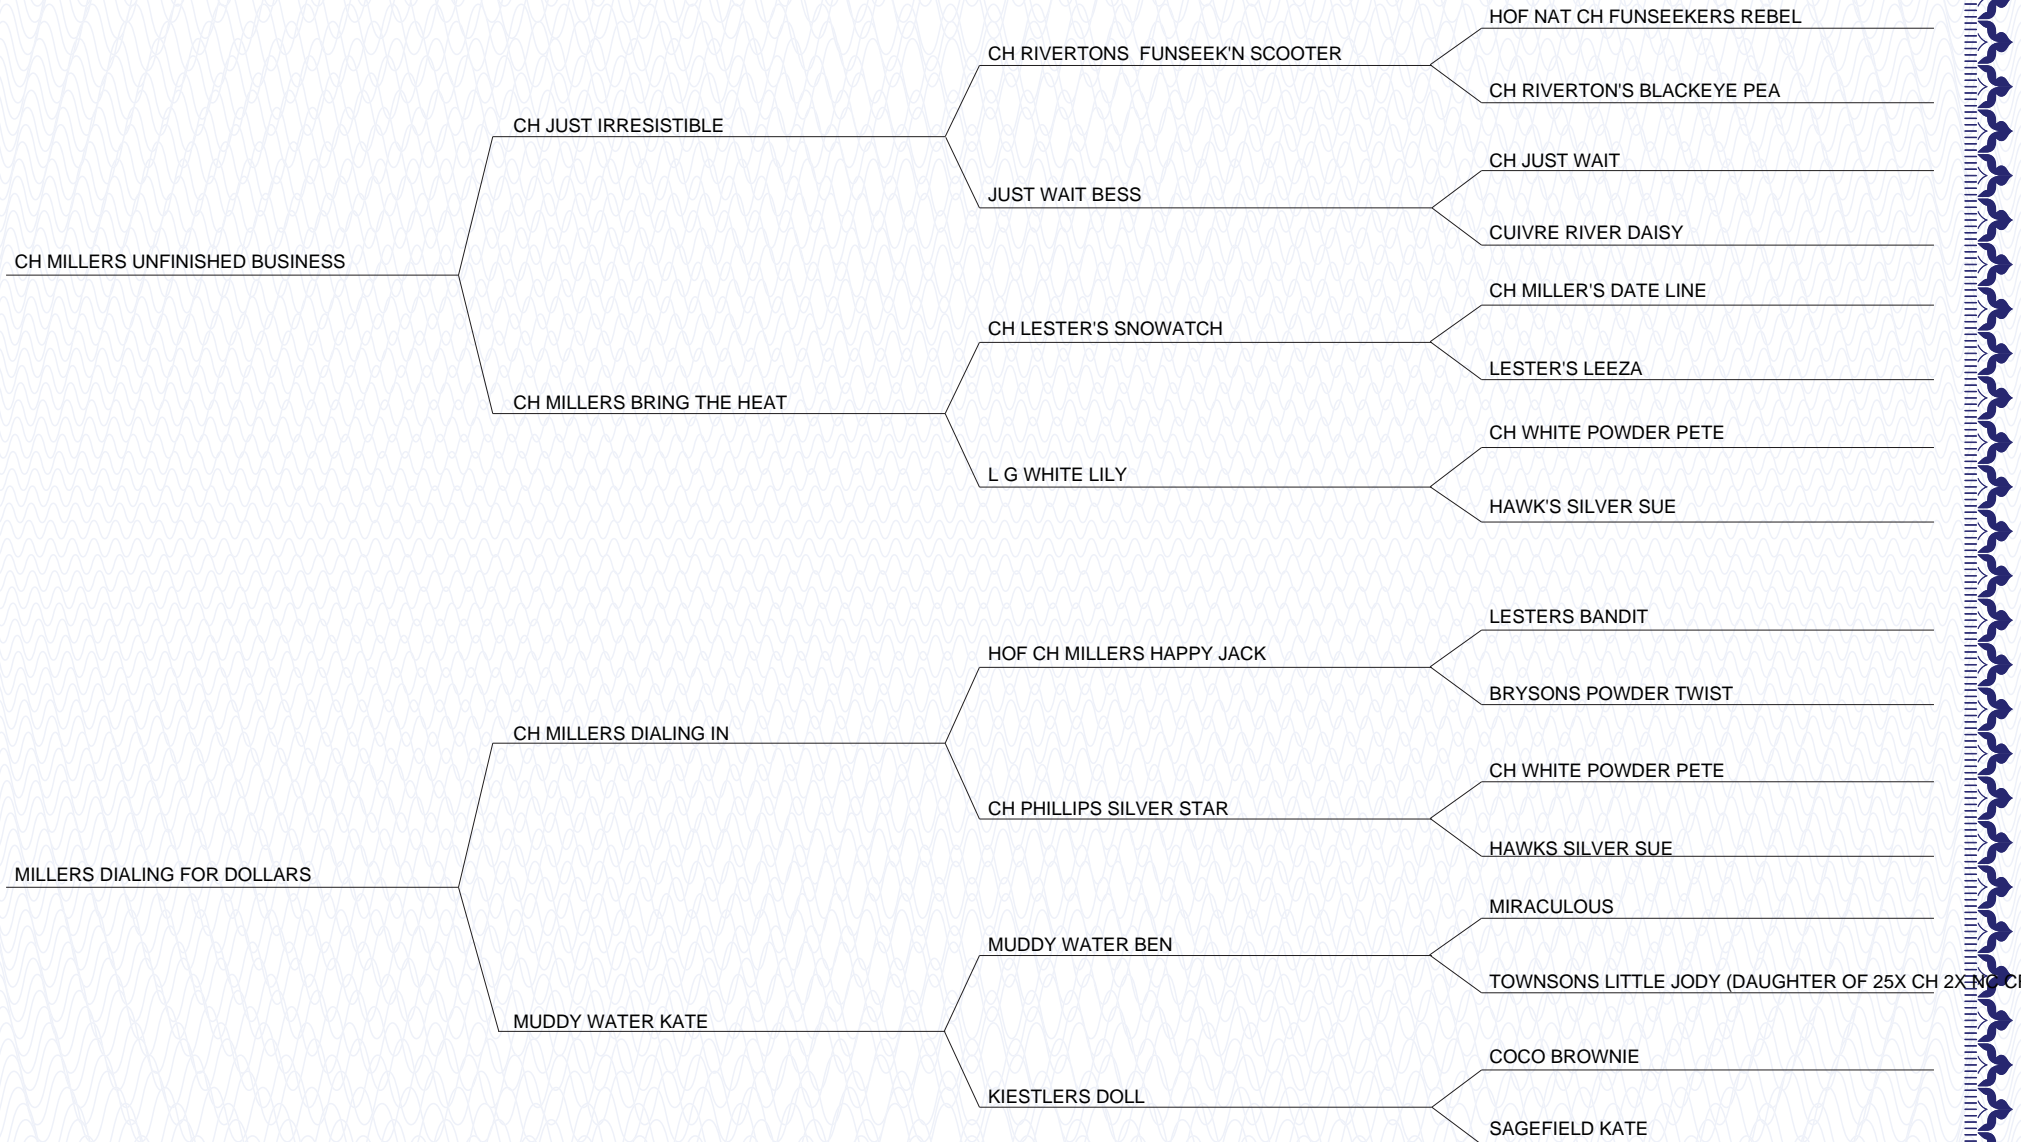 HOF NAT CH FUNSEEKERS REBEL
CH RIVERTONS  FUNSEEK'N SCOOTER
CH RIVERTON'S BLACKEYE PEA
CH JUST IRRESISTIBLE
CH JUST WAIT
JUST WAIT BESS
CUIVRE RIVER DAISY
CH MILLERS UNFINISHED BUSINESS
CH MILLER'S DATE LINE
CH LESTER'S SNOWATCH
LESTER'S LEEZA
CH MILLERS BRING THE HEAT
CH WHITE POWDER PETE
L G WHITE LILY
HAWK'S SILVER SUE
LESTERS BANDIT
HOF CH MILLERS HAPPY JACK
BRYSONS POWDER TWIST
CH MILLERS DIALING IN
CH WHITE POWDER PETE
CH PHILLIPS SILVER STAR
HAWKS SILVER SUE
MILLERS DIALING FOR DOLLARS
MIRACULOUS
MUDDY WATER BEN
TOWNSONS LITTLE JODY (DAUGHTER OF 25X CH 2X
MUDDY WATER KATE
COCO BROWNIE
KIESTLERS DOLL
SAGEFIELD KATE